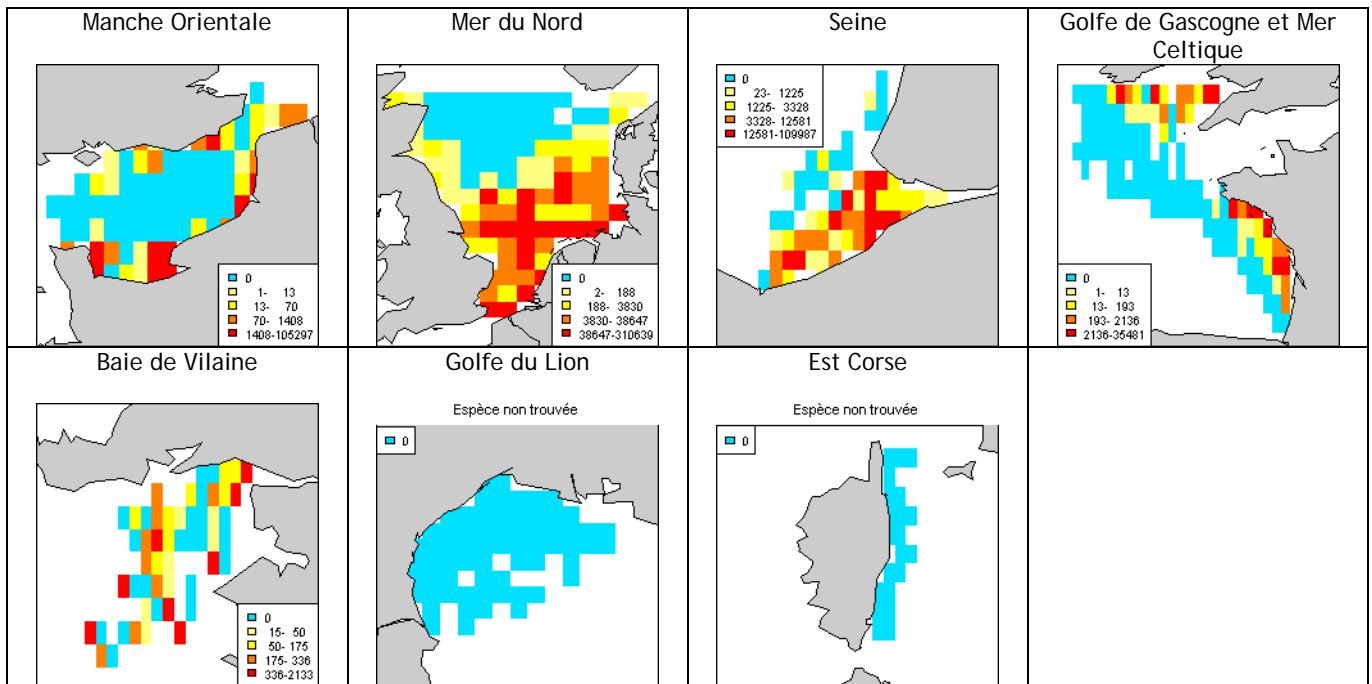 Manche Orientale
0
1- 13
13- 70
70- 1408
1408-105297
Mer du Nord
0
2- 188
188- 3830
3830- 38647
38647-310639
Seine
0
23- 1225
1225- 3328
3328- 12581
12581-109987
Golfe de Gascogne et Mer
Celtique
0
1- 13
13- 193
193- 2136
2136-35481
Baie de Vilaine
0
15- 50
50- 175
175- 336
336-2133
Golfe du Lion
Espèce non trouvée
0
Est Corse
Espèce non trouvée
0